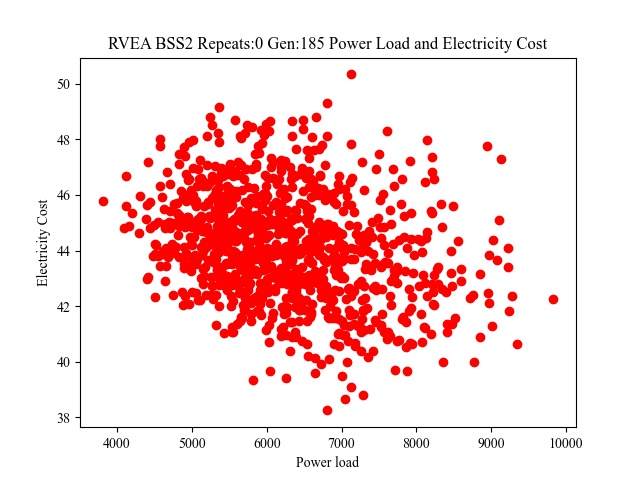 RVEA BSS2 Repeats:0 Gen:185 Power Load and Electricity Cost
Electricity Cost
50
48
46
44
42
40
38
4000 5000 6000 7000 8000 9000 10000
Power load